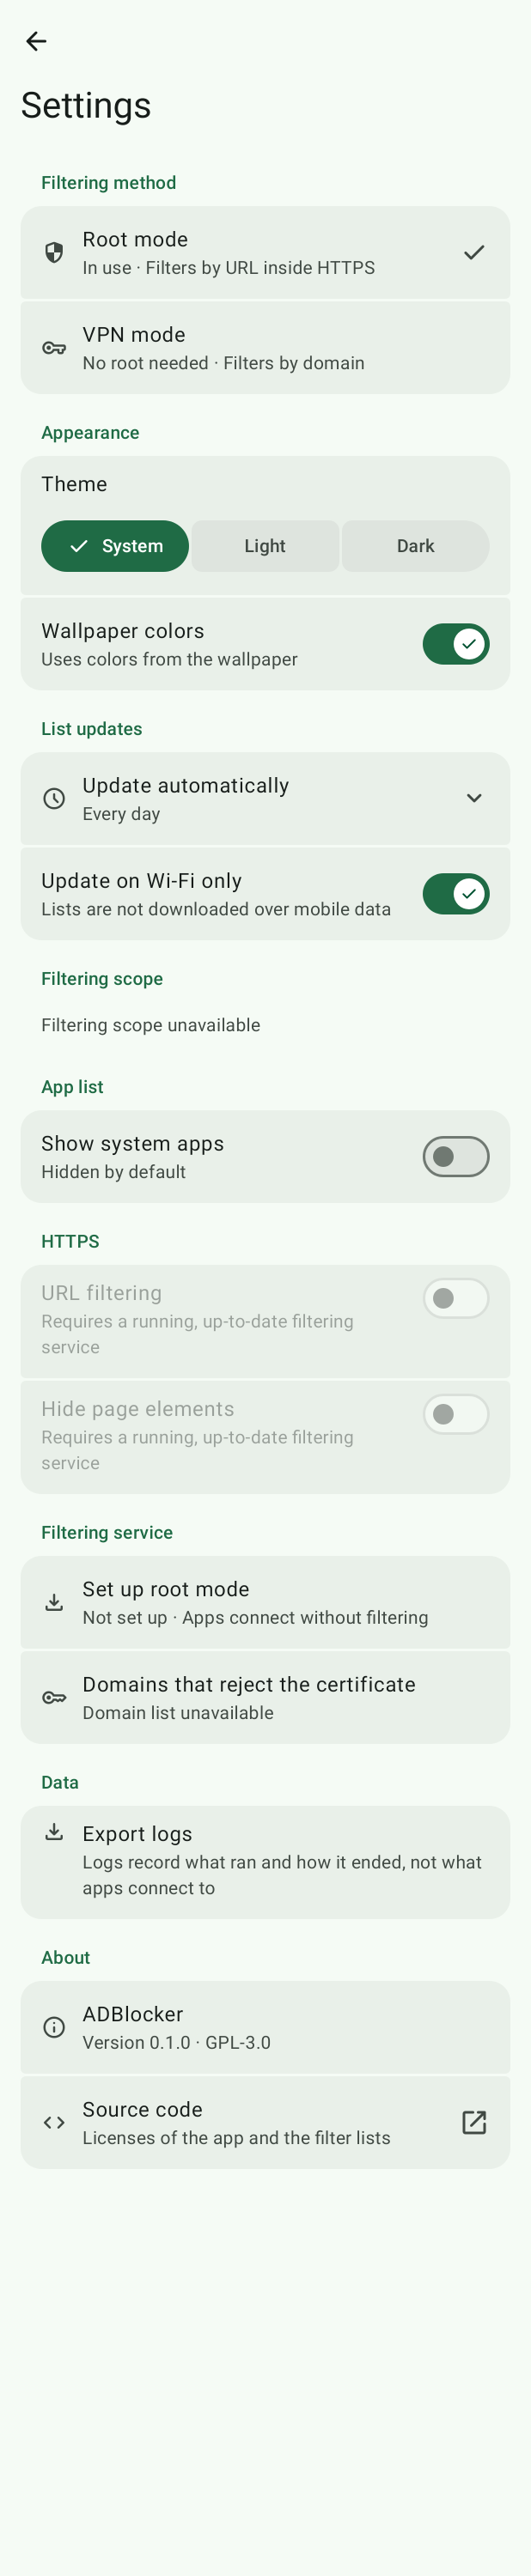 Settings
Filtering method
Root mode
In use · Filters by URL inside HTTPS
VPN mode
No root needed · Filters by domain
Appearance
Theme
System
Light
Dark
Wallpaper colors
Uses colors from the wallpaper
List updates
Update automatically
Every day
Update on Wi-Fi only
Lists are not downloaded over mobile data
Filtering scope
Filtering scope unavailable
App list
Show system apps
Hidden by default
HTTPS
URL filtering
Requires a running, up-to-date filtering
service
Hide page elements
Requires a running, up-to-date filtering
service
Filtering service
Set up root mode
Not set up · Apps connect without filtering
Domains that reject the certificate
Domain list unavailable
Data
Export logs
Logs record what ran and how it ended, not what
apps connect to
About
ADBlocker
Version 0.1.0 · GPL-3.0
Source code
Licenses of the app and the filter lists